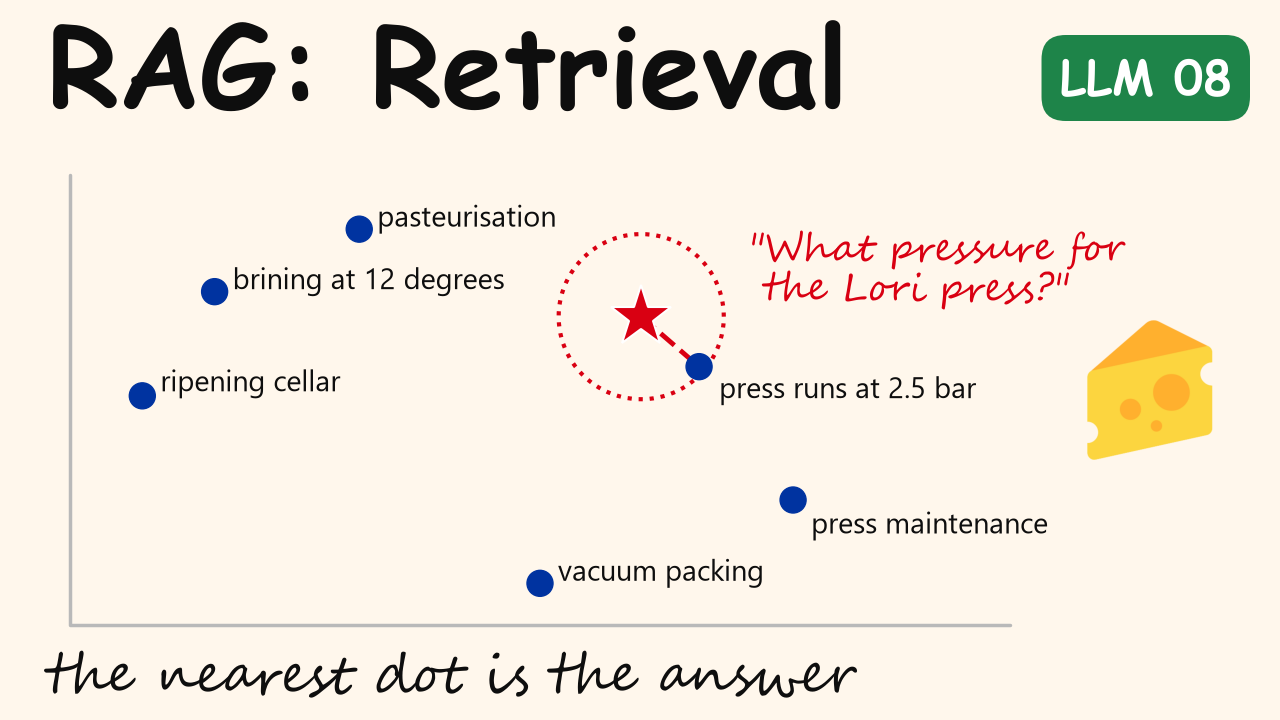 RAG: Retrieval
LLM 08
pasteurisation
brining at 12 degrees
"What pressure for
the Lori press?"
ripening cellar
press runs at 2.5 bar
press maintenance
vacuum packing
the nearest dot is the answer